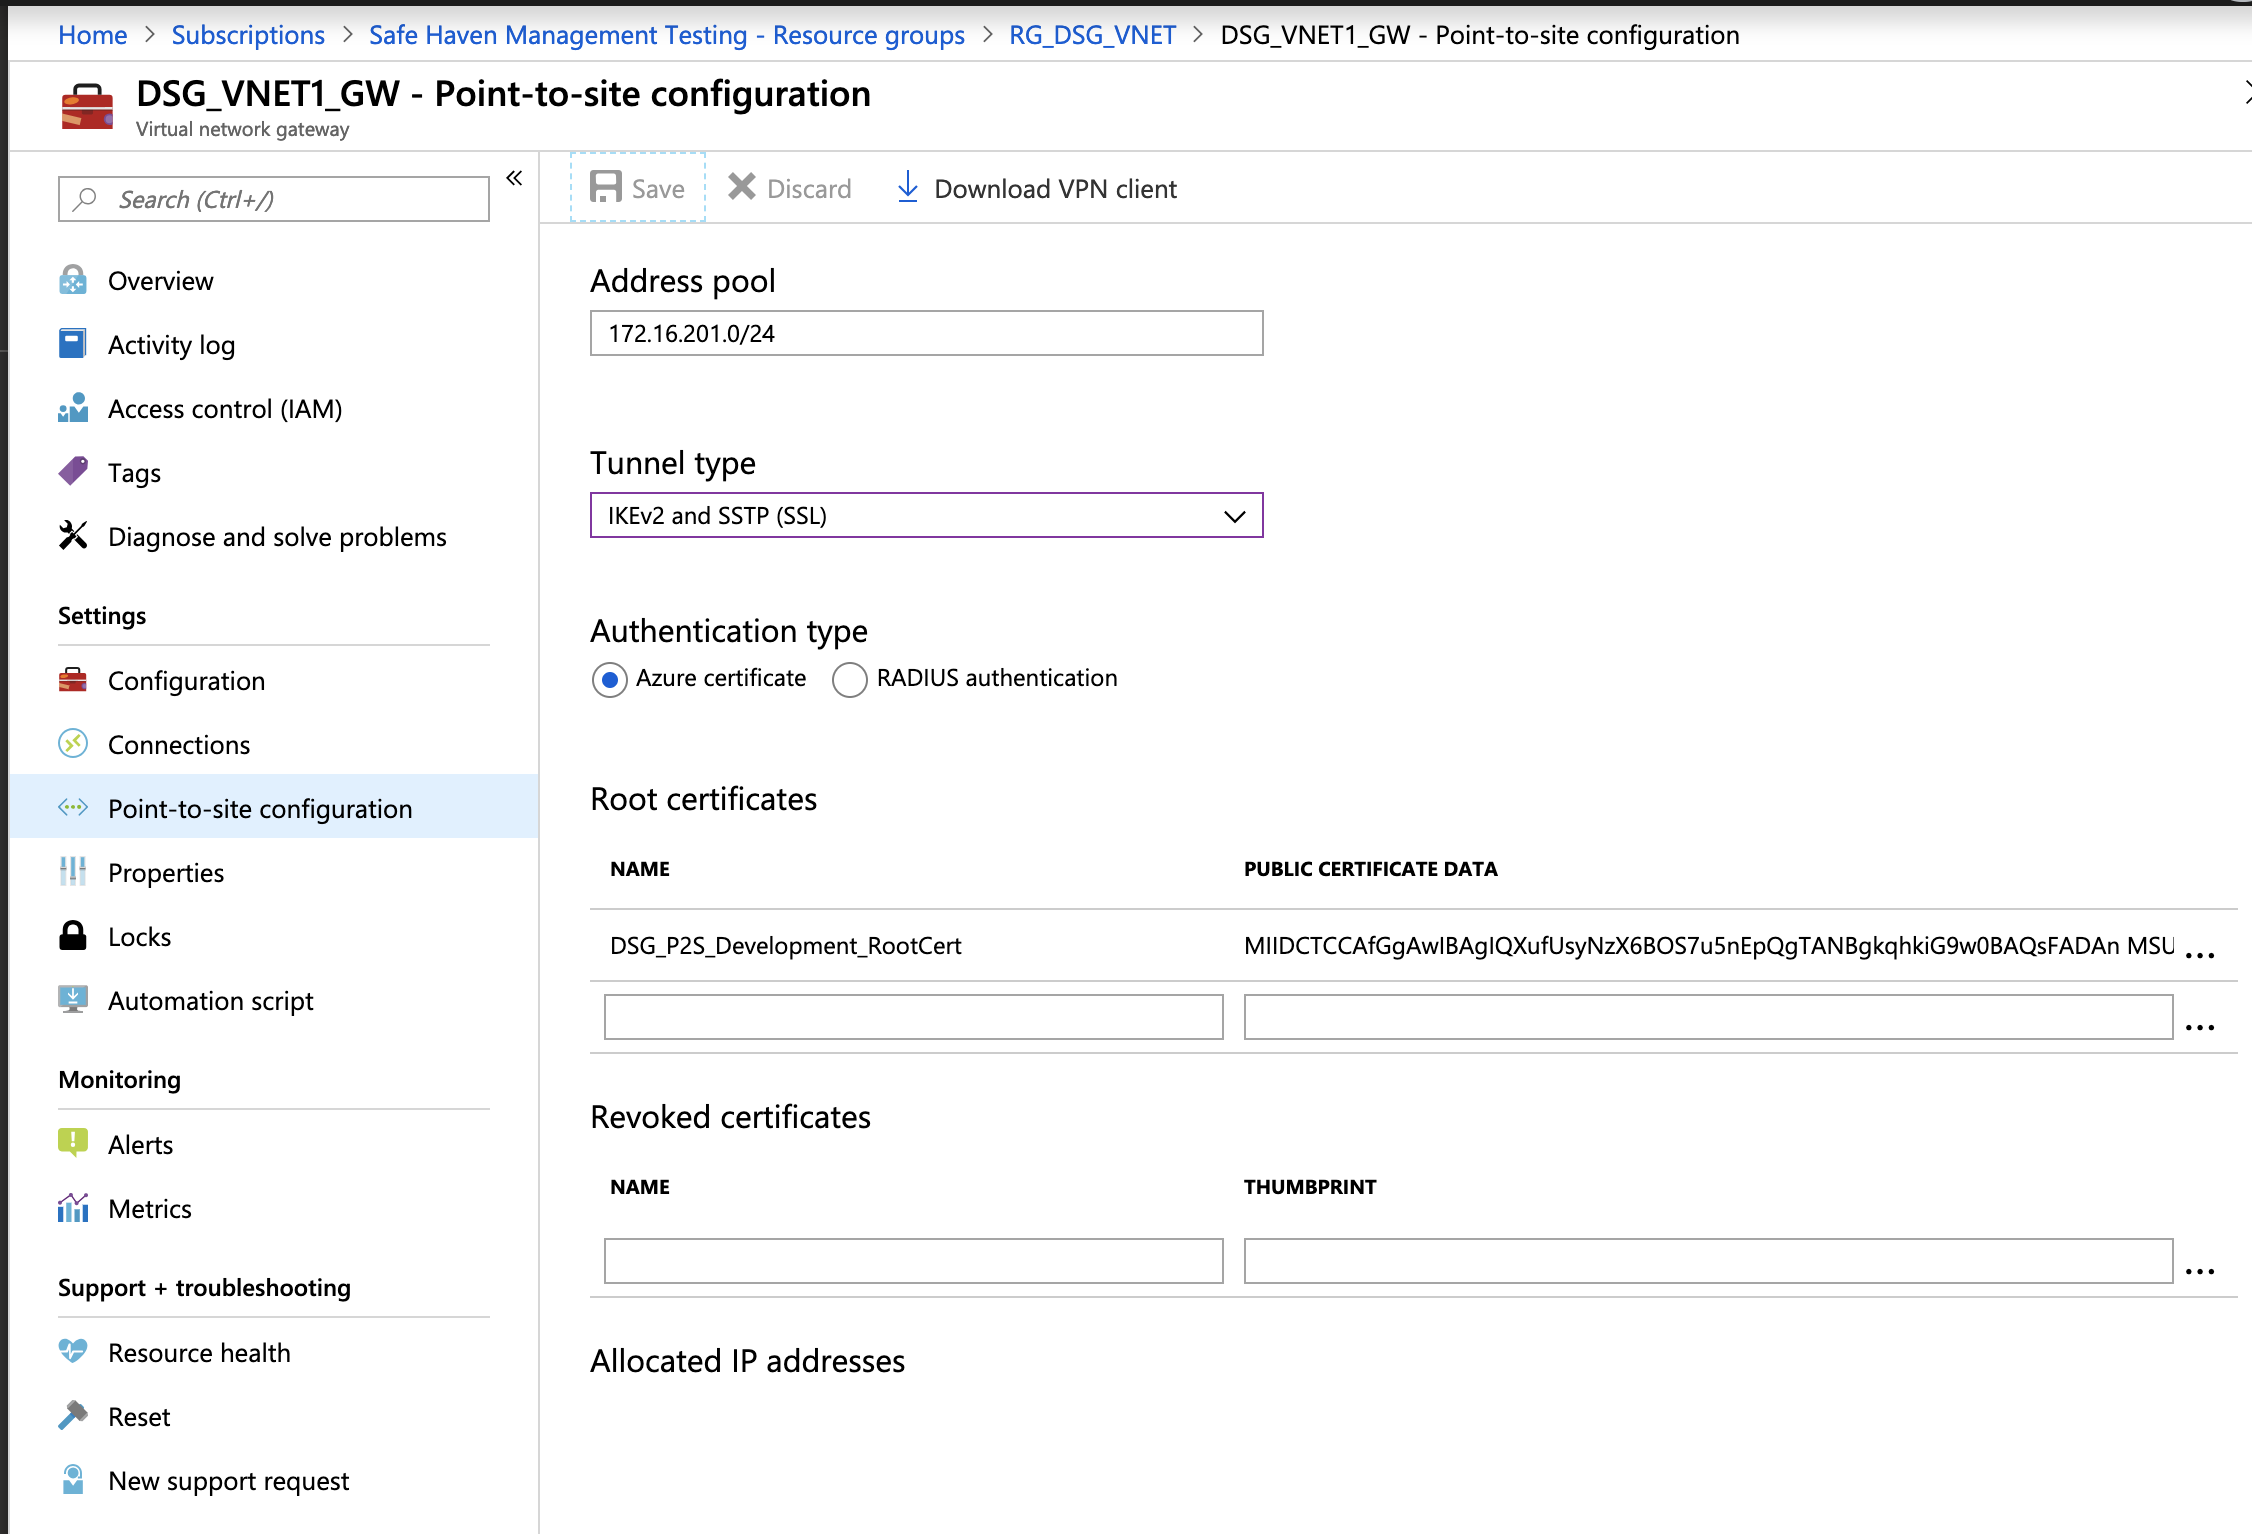 Home > Subscriptions > Safe Haven Management Testing - Resource groups > RG_DSG_VNET > DSG_VNET1_GW - Point-to-site configuration
DSG_VNET1_GW - Point-to-site configuration
Virtual network gateway
Search (Ctrl+/)
Overview
Activity log
Access control (IAM)
Tags
Diagnose and solve problems
Settings
Configuration
Connections
Point-to-site configuration
Properties
Locks
Automation script
Monitoring
Alerts
Metrics
Support + troubleshooting
Resource health
Reset
New support request
Save Discard Download VPN client
Address pool
172.16.201.0/24
Tunnel type
IKEv2 and SSTP (SSL)
Authentication type
Azure certificate RADIUS authentication
Root certificates
NAME PUBLIC CERTIFICATE DATA
DSG_P2S_Development_RootCert MIIDCTCCAfGgAwIBAgIQXufUsyNzX6BOS7u5nEpQgTANBgkqhkiG9w0BAQsFADAn MSU ...
...
Revoked certificates
NAME THUMBPRINT
...
Allocated IP addresses